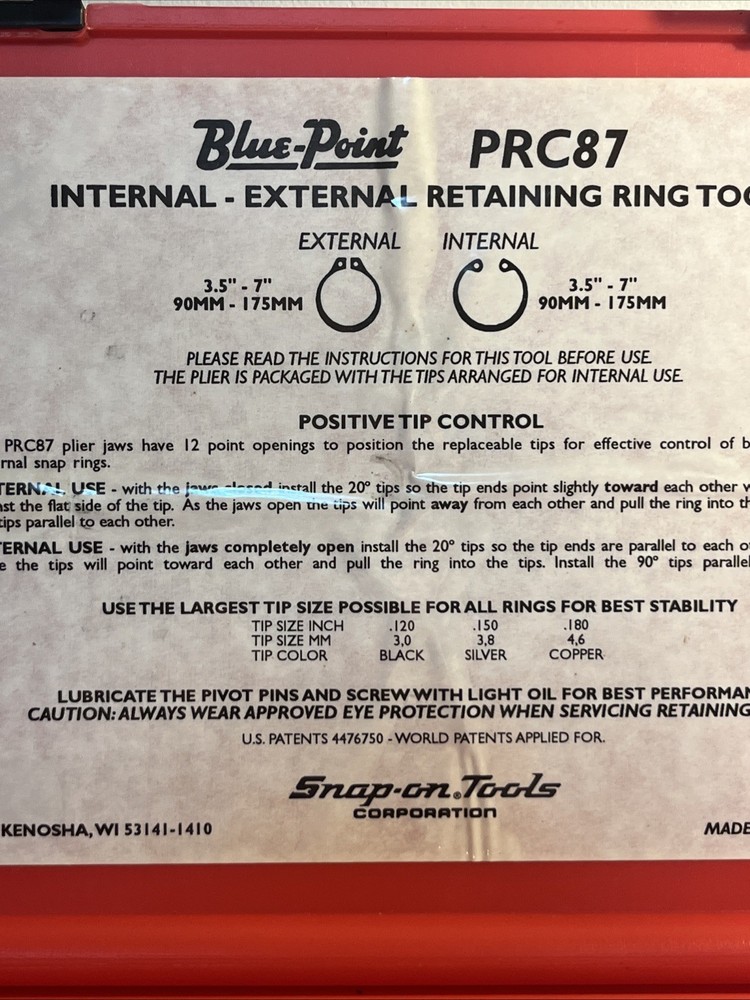 Blue-Point PRC87
INTERNAL - EXTERNAL RETAINING RING TOO
EXTERNAL INTERNAL
3.5" - 7" 3.5" - 7"
90MM - 175MM 90MM - 175MM
PLEASE READ THE INSTRUCTIONS FOR THIS TOOL BEFORE USE.
THE PLIER IS PACKAGED WITH THE TIPS ARRANGED FOR INTERNAL USE.
POSITIVE TIP CONTROL
PRC87 plier jaws have 12 point openings to position the replaceable tips for effective control of b
rnal snap rings.
TERNAL USE - with the jaws closed install the 20° tips so the tip ends point slightly toward each other w
st the flat side of the tip. As the jaws open the tips will point away from each other and pull the ring into th
tips parallel to each other.
TERNAL USE - with the jaws completely open install the 20° tips so the tip ends are parallel to each o
e the tips will point toward each other and pull the ring into the tips. Install the 90° tips parallel
USE THE LARGEST TIP SIZE POSSIBLE FOR ALL RINGS FOR BEST STABILITY
TIP SIZE INCH .120 .150 .180
TIP SIZE MM 3,0 3,8 4,6
TIP COLOR BLACK SILVER COPPER
LUBRICATE THE PIVOT PINS AND SCREW WITH LIGHT OIL FOR BEST PERFORMAN
CAUTION: ALWAYS WEAR APPROVED EYE PROTECTION WHEN SERVICING RETAINING
U.S. PATENTS 4476750 - WORLD PATENTS APPLIED FOR.
Snap-on® Tools
CORPORATION
KENOSHA, WI 53141-1410 MADE